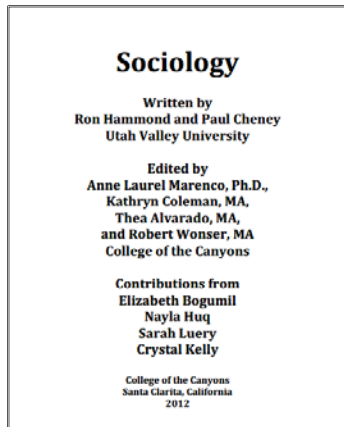 Sociology
Written by
Ron Hammond and Paul Cheney
Utah Valley University
Edited by
Anne Laurel Marenco, Ph.D.,
Kathryn Coleman, MA,
Thea Alvarado, MA,
and Robert Wonser, MA
College of the Canyons
Contributions from
Elizabeth Bogumil
Nayla Huq
Sarah Luery
Crystal Kelly
College of the Canyons
Santa Clarita, California
2012